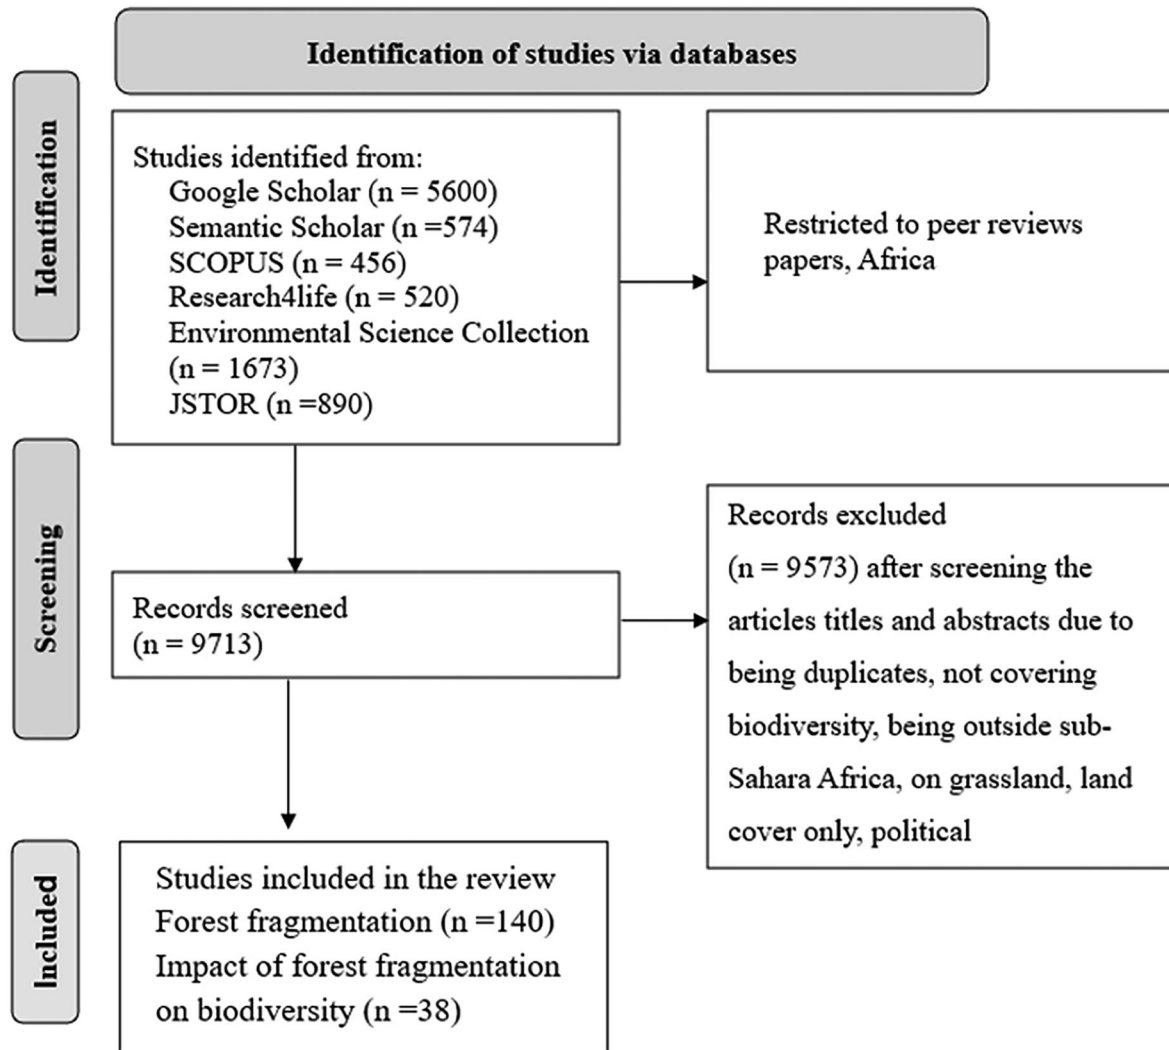 Identification of studies via databases
Identification
Studies identified from:
Google Scholar (n = 5600)
Semantic Scholar (n =574)
SCOPUS (n = 456)
Research4life (n = 520)
Environmental Science Collection
(n = 1673)
JSTOR (n =890)
Restricted to peer reviews
papers, Africa
Screening
Records screened
(n = 9713)
Records excluded
(n = 9573) after screening the
articles titles and abstracts due to
being duplicates, not covering
biodiversity, being outside sub-
Sahara Africa, on grassland, land
cover only, political
Included
Studies included in the review
Forest fragmentation (n =140)
Impact of forest fragmentation
on biodiversity (n =38)